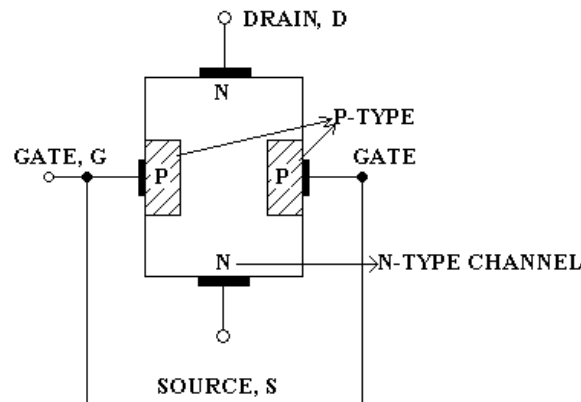 DRAIN, D
N
P-TYPE
GATE, G
GATE
P
P
N
N-TYPE CHANNEL
SOURCE, S